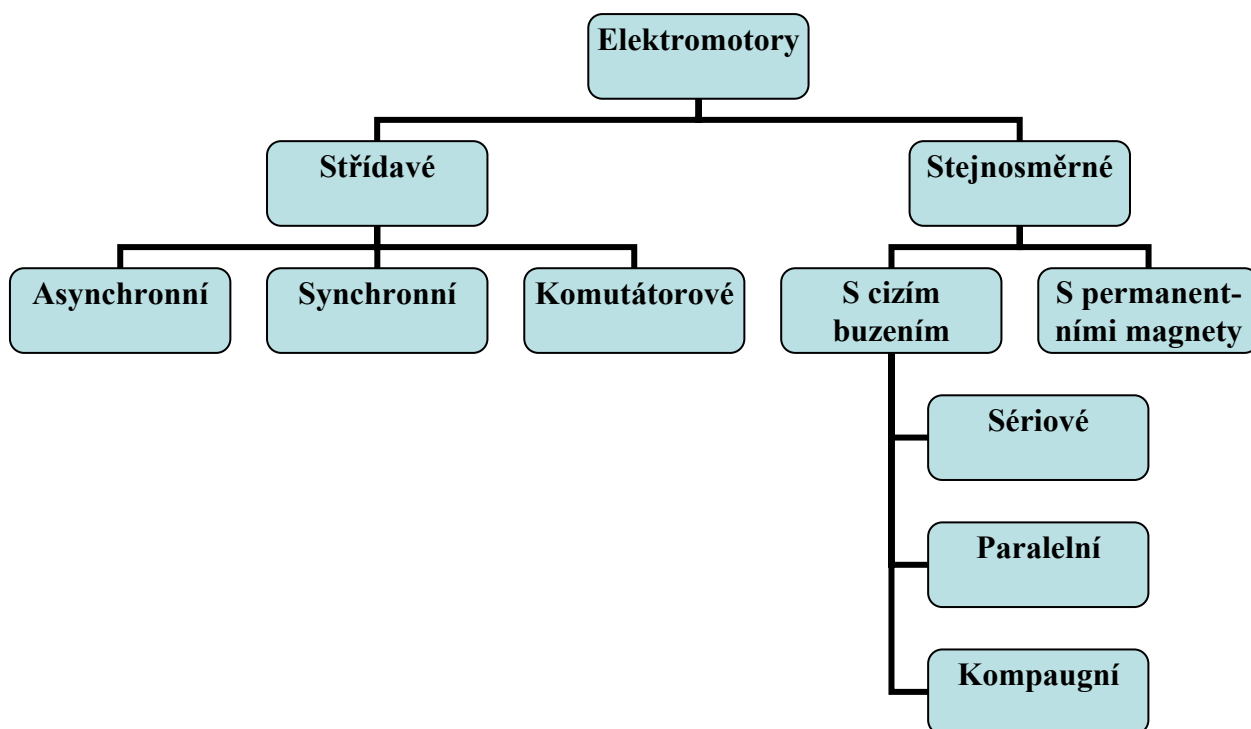 Elektromotory
Střídavé
Stejnosměrné
Asynchronní
Synchronní
Komutátorové
S cizím
buzením
S permanent-
ními magnety
Sériové
Paralelní
Kompaugní